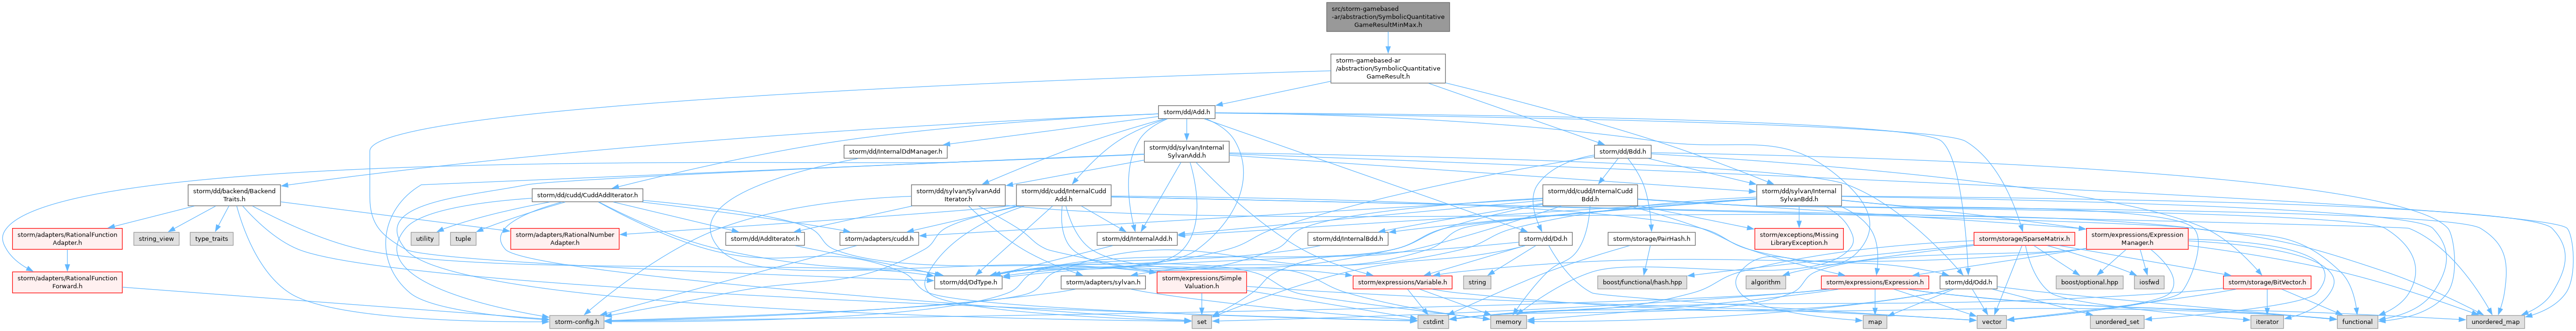 src/storm-gamebased
-ar/abstraction/SymbolicQuantitative
GameResultMinMax.h
storm-gamebased-ar
/abstraction/SymbolicQuantitative
GameResult.h
storm/dd/Add.h
storm/dd/InternalDdManager.h
storm/dd/sylvan/Internal
SylvanAdd.h
storm/dd/Bdd.h
storm/dd/backend/Backend
Traits.h
storm/dd/cudd/CuddAddIterator.h
storm/dd/sylvan/SylvanAdd
Iterator.h
storm/dd/cudd/InternalCudd
Add.h
storm/dd/cudd/InternalCudd
Bdd.h
storm/dd/sylvan/Internal
SylvanBdd.h
storm/adapters/RationalFunction
Adapter.h
string_view
type_traits
utility
tuple
storm/adapters/RationalNumber
Adapter.h
storm/dd/AddIterator.h
storm/adapters/cudd.h
storm/dd/InternalAdd.h
storm/dd/InternalBdd.h
storm/dd/Dd.h
storm/storage/PairHash.h
storm/exceptions/Missing
LibraryException.h
storm/storage/SparseMatrix.h
storm/expressions/Expression
Manager.h
storm/adapters/RationalFunction
Forward.h
storm/dd/DdType.h
storm/adapters/sylvan.h
storm/expressions/Simple
Valuation.h
storm/expressions/Variable.h
string
boost/functional/hash.hpp
algorithm
storm/expressions/Expression.h
storm/dd/Odd.h
boost/optional.hpp
iosfwd
storm/storage/BitVector.h
storm-config.h
set
cstdint
memory
map
vector
unordered_set
iterator
functional
unordered_map